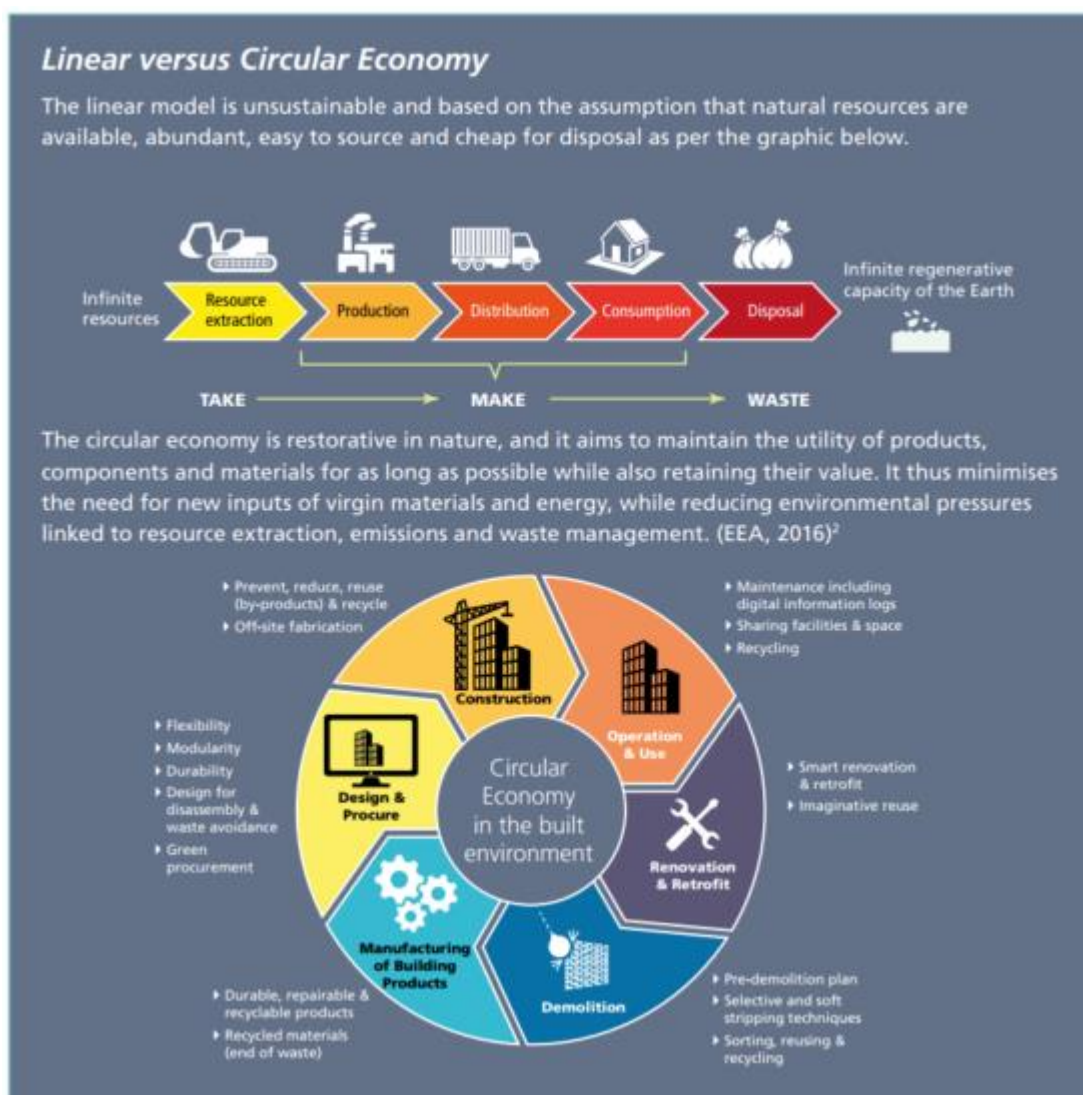 Linear versus Circular Economy
The linear model is unsustainable and based on the assumption that natural resources are
available, abundant, easy to source and cheap for disposal as per the graphic below.
Infinite
resources
Resource
extraction
Production
Distribution
Consumption
Disposal
Infinite regenerative
capacity of the Earth
TAKE
MAKE
WASTE
The circular economy is restorative in nature, and it aims to maintain the utility of products,
components and materials for as long as possible while also retaining their value. It thus minimises
the need for new inputs of virgin materials and energy, while reducing environmental pressures
linked to resource extraction, emissions and waste management. (EEA, 2016)²
Prevent, reduce, reuse
(by-products) & recycle
Off-site fabrication
Construction
Maintenance including
digital information logs
Sharing facilities & space
Recycling
Operation
& Use
Flexibility
Modularity
Durability
Design for
disassembly &
waste avoidance
Green
procurement
Design &
Procure
Circular
Economy
in the built
environment
Smart renovation
& retrofit
Imaginative reuse
Renovation
& Retrofit
Manufacturing
of Building
Products
Durable, repairable &
recyclable products
Recycled materials
(end of waste)
Demolition
Pre-demolition plan
Selective and soft
stripping techniques
Sorting, reusing &
recycling